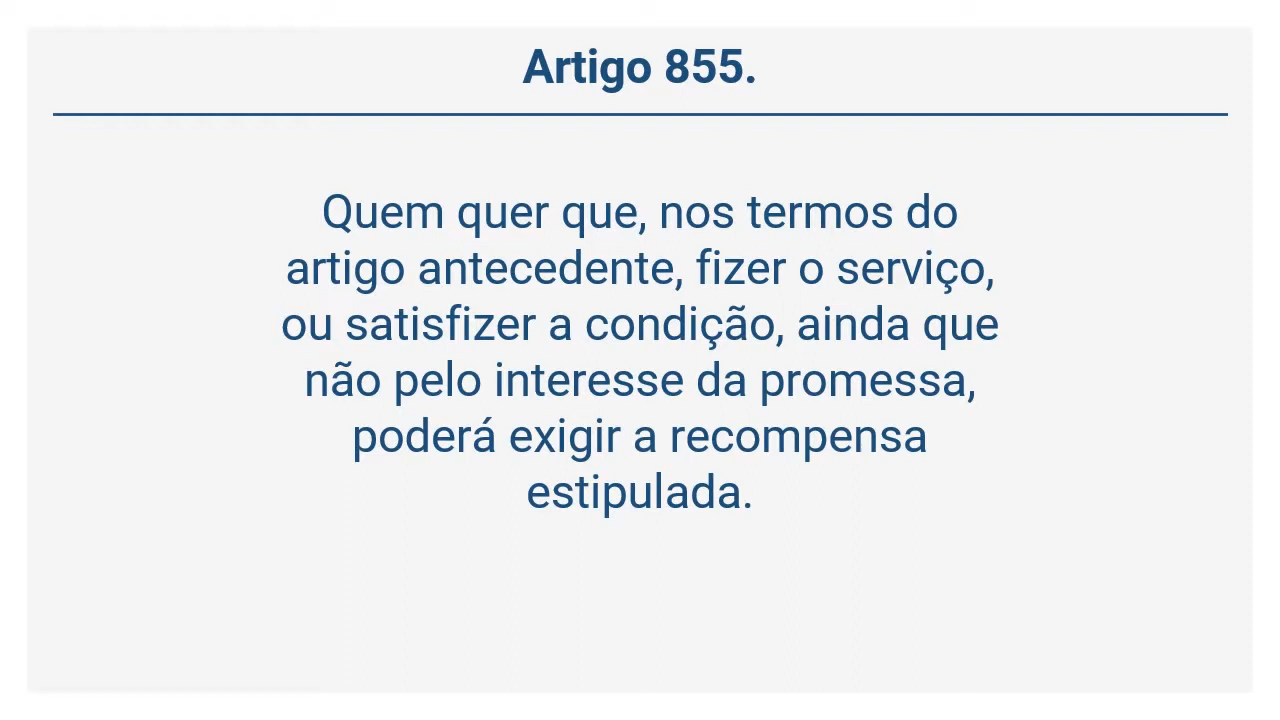 Artigo 855.
Quem quer que, nos termos do
artigo antecedente, fizer o serviço,
ou satisfizer a condição, ainda que
não pelo interesse da promessa,
poderá exigir a recompensa
estipulada.